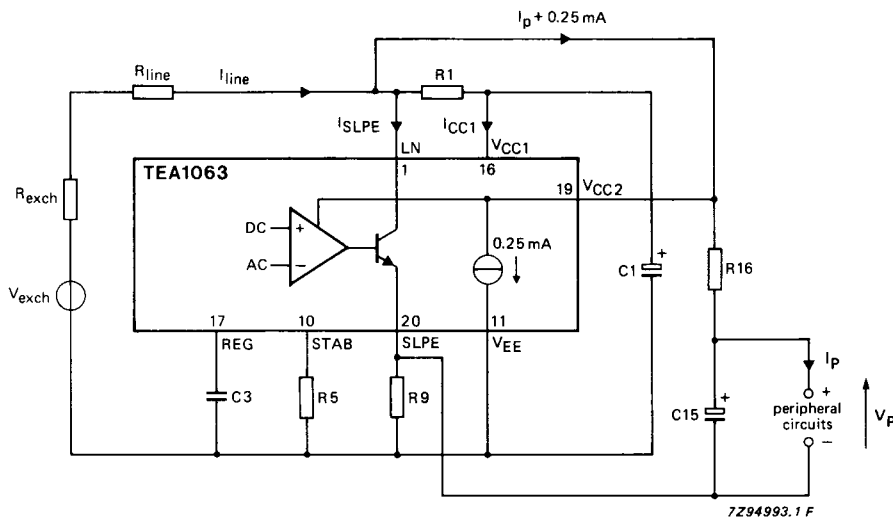 Ip + 0.25 mA
Rline
Iline
R1
ISLPE
ICC1
LN
VCC1
1
16
TEA1063
19
VCC2
Rexch
DC
+
0.25 mA
AC
−
C1
+
R16
Vexch
17
10
20
11
REG
STAB
SLPE
VEE
IP
C3
R5
R9
C15
+
+
peripheral
circuits
−
VP
7Z94993.1 F